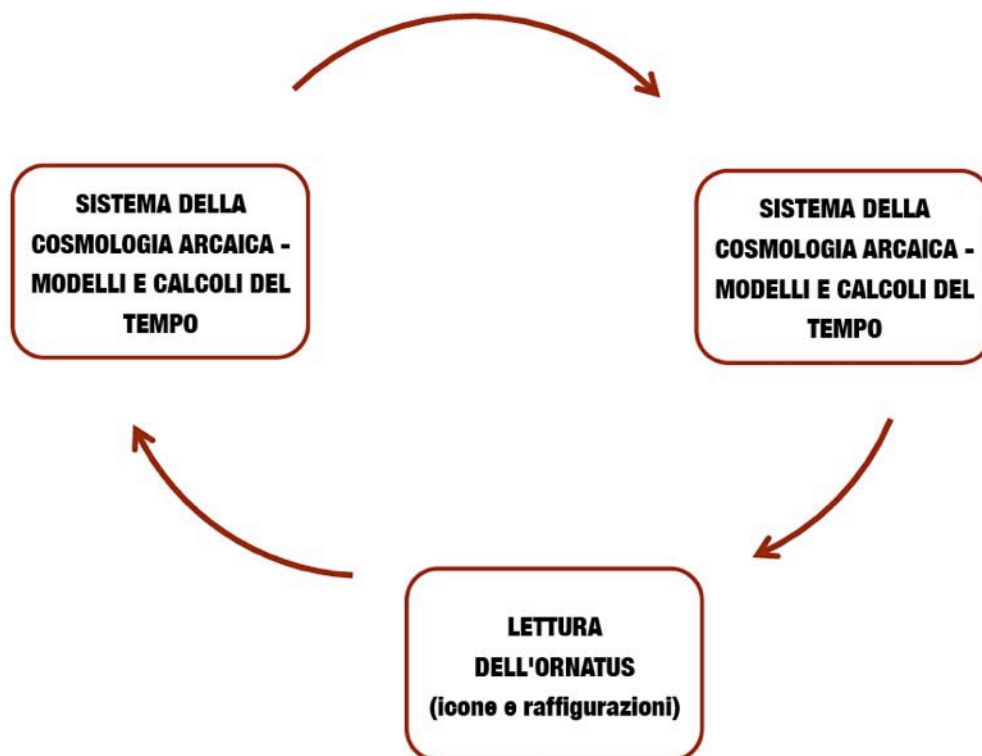 SISTEMA DELLA
COSMOLOGIA ARCAICA -
MODELLI E CALCOLI DEL
TEMPO
SISTEMA DELLA
COSMOLOGIA ARCAICA -
MODELLI E CALCOLI DEL
TEMPO
LETTURA
DELL'ORNATUS
(icone e raffigurazioni)